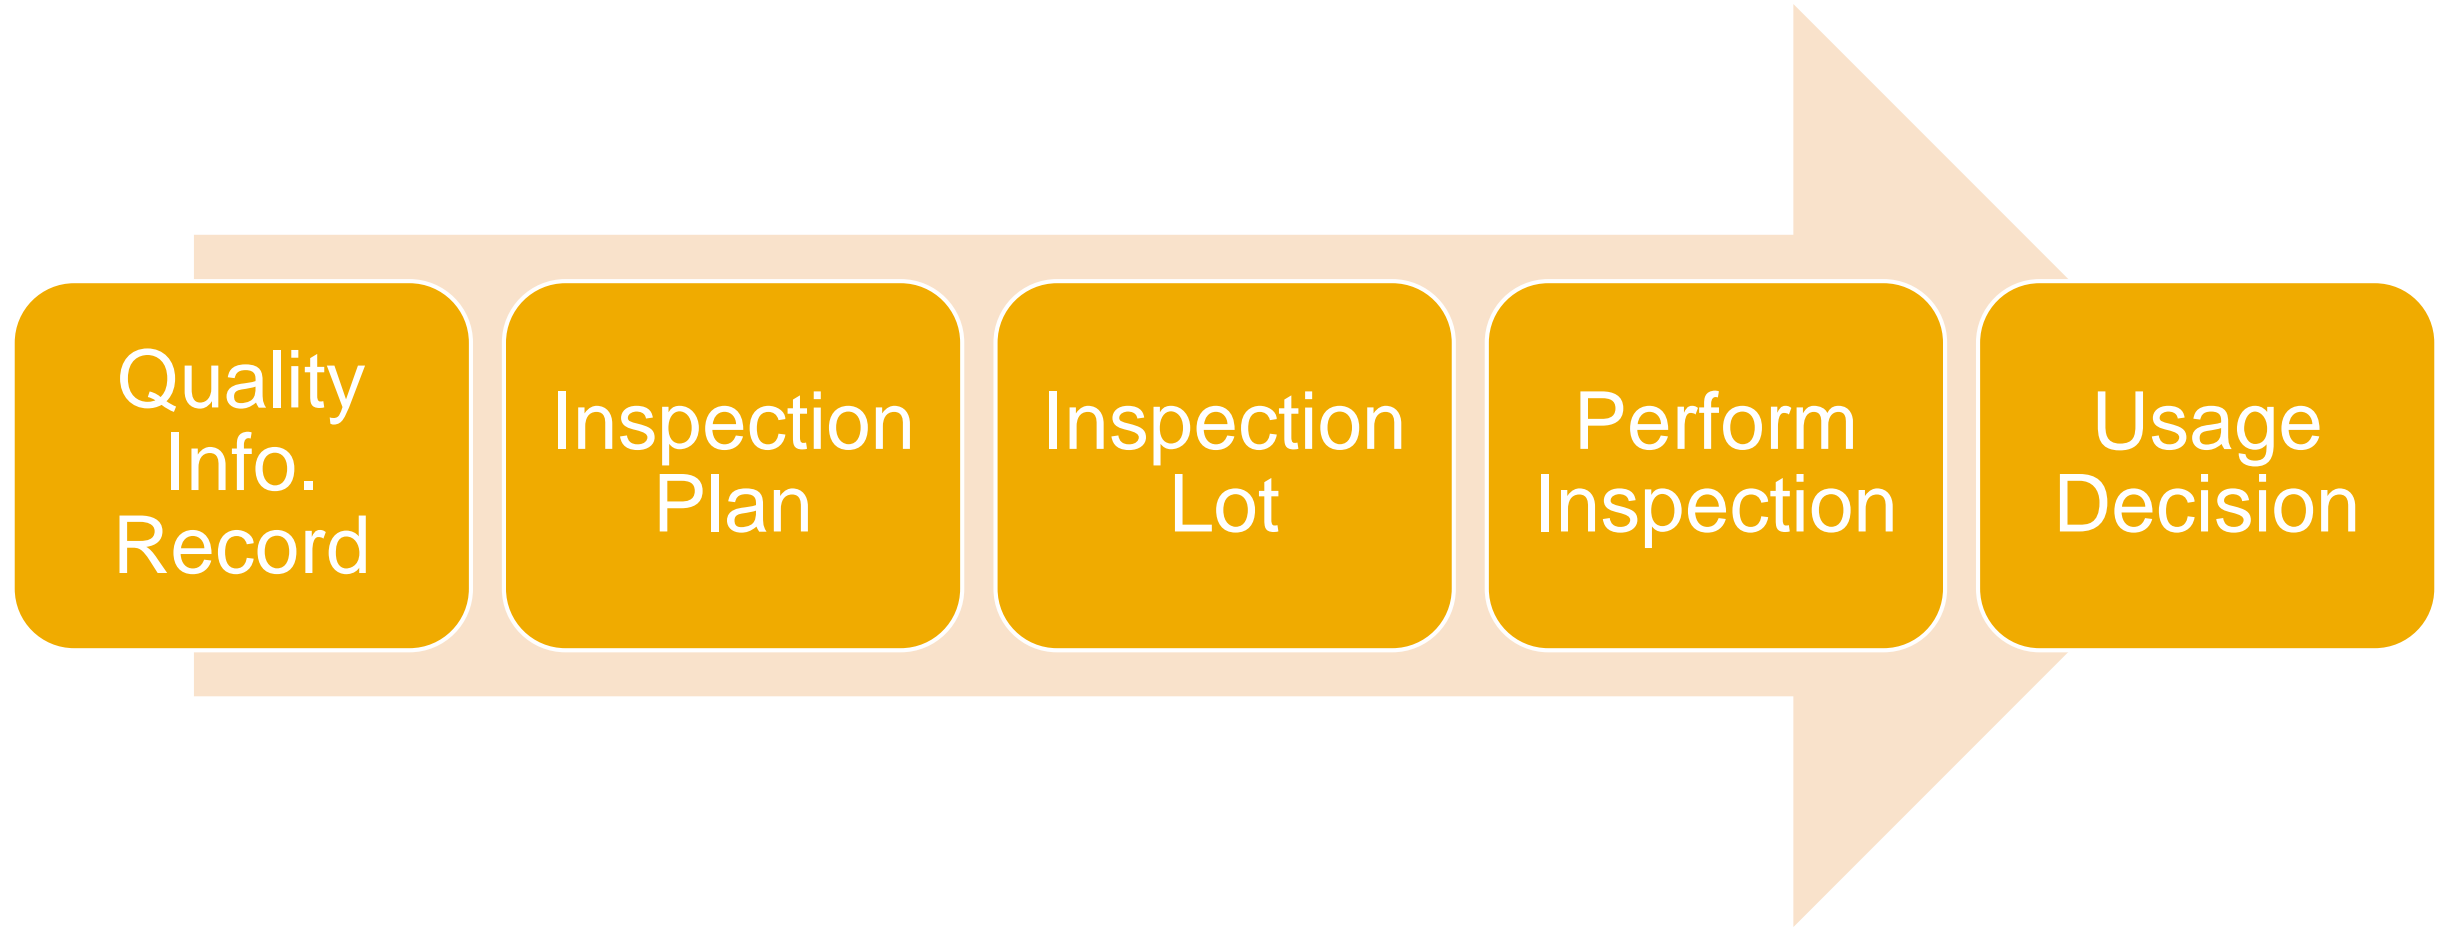 Quality
Info.
Record
Inspection
Plan
Inspection
Lot
Perform
Inspection
Usage
Decision